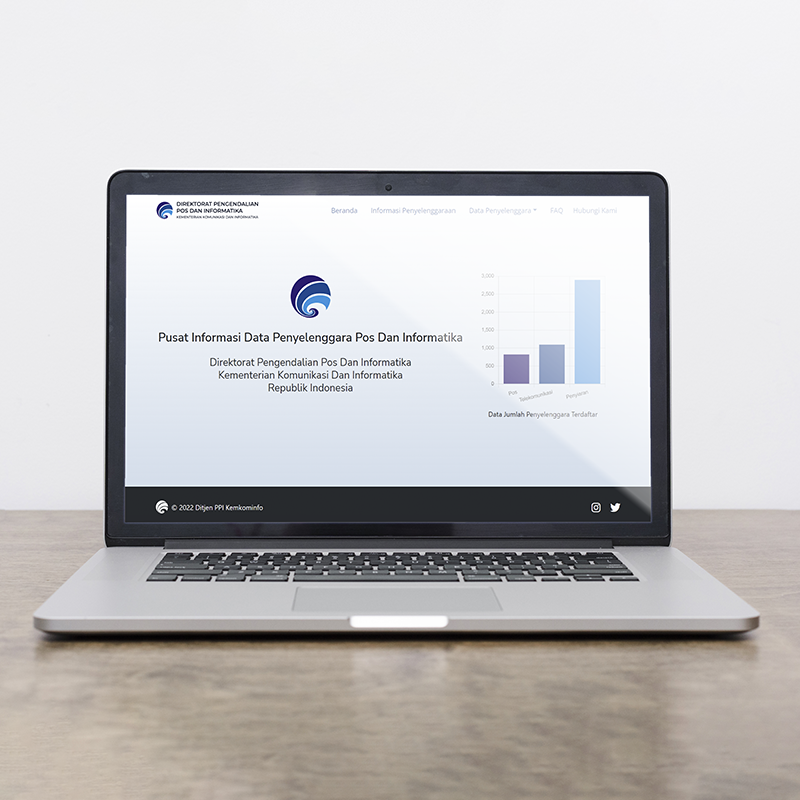 DIREKTORAT PENGENDALIAN
POS DAN INFORMATIKA
KEMENTERIAN KOMUNIKASI DAN INFORMATIKA
Beranda Informasi Penyelenggaraan Data Penyelenggara FAQ Hubungi Kami
Pusat Informasi Data Penyelenggara Pos Dan Informatika
Direktorat Pengendalian Pos Dan Informatika
Kementerian Komunikasi Dan Informatika
Republik Indonesia
3,000
2,500
2,000
1,500
1,000
500
0
Pos Telekomunikasi Penyiaran
Data Jumlah Penyelenggara Terdaftar
© 2022 Ditjen PPI Kemkominfo